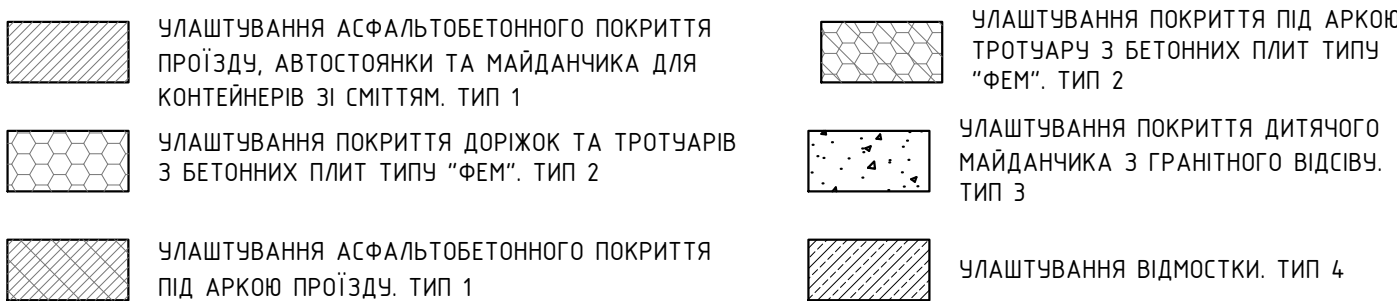 УЛАШТУВАННЯ АСФАЛЬТОБЕТОННОГО ПОКРИТТЯ
ПРОЇЗДУ, АВТОСТОЯНКИ ТА МАЙДАНЧИКА ДЛЯ
КОНТЕЙНЕРІВ ЗІ СМІТТЯМ. ТИП 1
УЛАШТУВАННЯ ПОКРИТТЯ ДОРІЖОК ТА ТРОТУАРІВ
З БЕТОННИХ ПЛИТ ТИПУ "ФЕМ". ТИП 2
УЛАШТУВАННЯ АСФАЛЬТОБЕТОННОГО ПОКРИТТЯ
ПІД АРКОЮ ПРОЇЗДУ. ТИП 1
УЛАШТУВАННЯ ПОКРИТТЯ ПІД АРКОЮ
ТРОТУАРУ З БЕТОННИХ ПЛИТ ТИПУ
"ФЕМ". ТИП 2
УЛАШТУВАННЯ ПОКРИТТЯ ДИТЯЧОГО
МАЙДАНЧИКА З ГРАНІТНОГО ВІДСІВУ.
ТИП 3
УЛАШТУВАННЯ ВІДМОСТКИ. ТИП 4